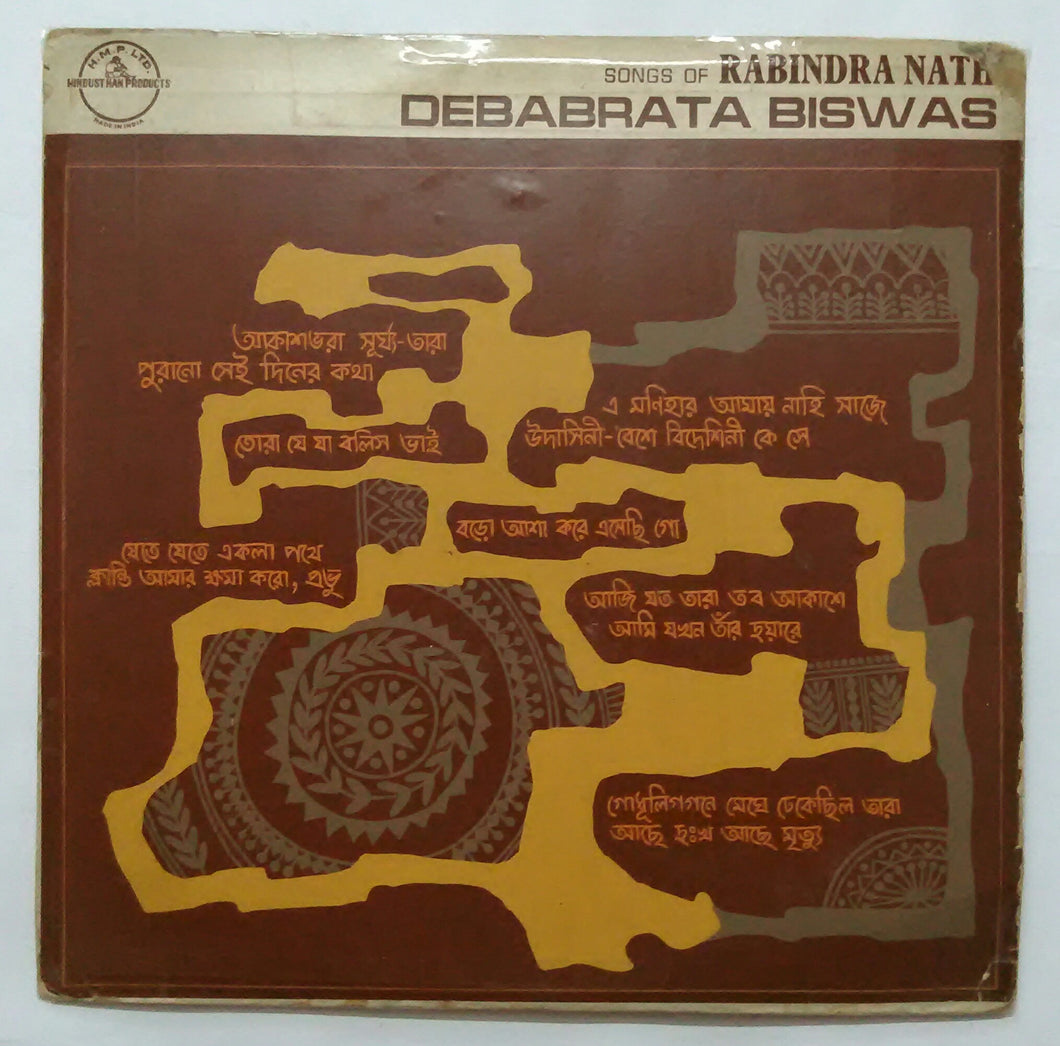 H.M.P. LTD.
HINDUSTHAN PRODUCTS
MADE IN INDIA
SONGS OF RABINDRA NATH
DEBABRATA BISWAS
আকাশভরা সূর্য্য-তারা
পুরানো সেই দিনের কথা
এ মণিহার আমায় নাহি সাজে
উদাসিনী-বেশে বিদেশিনী কে সে
তোরা যে যা বলিস ভাই
বড়ো আশা করে এসেছি গো
যেতে যেতে একলা পথে
ক্লান্তি আমার ক্ষমা করো, প্রভু
আজি যত তারা তব আকাশে
আমি যখন তাঁর দুয়ারে
গোধূলিগগনে মেঘে ঢেকেছিল তারা
আছে দুঃখ আছে মৃত্যু